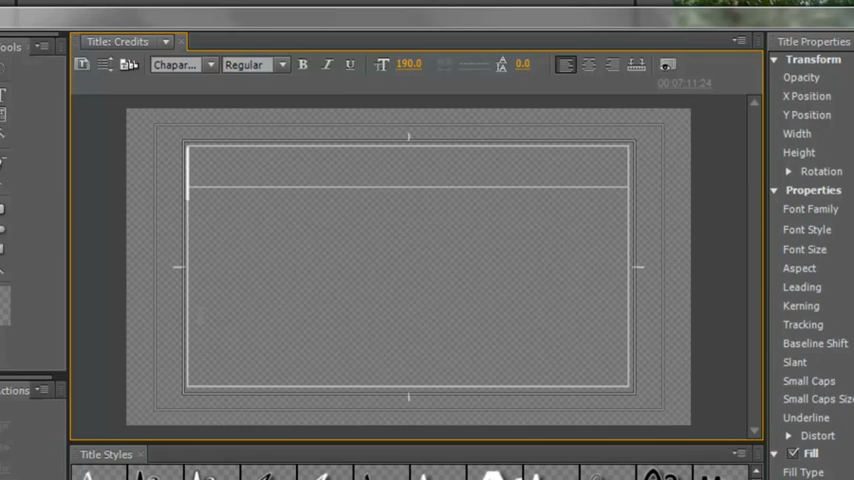 ools
Title: Credits
Chapar...
Regular
B
I
U
190.0
0.0
00:07:11:24
Title Properties
Transform
Opacity
X Position
Y Position
Width
Height
Rotation
Properties
Font Family
Font Style
Font Size
Aspect
Leading
Kerning
Tracking
Baseline Shift
Slant
Small Caps
Small Caps Size
Underline
Distort
Fill
Fill Type
ctions
Title Styles